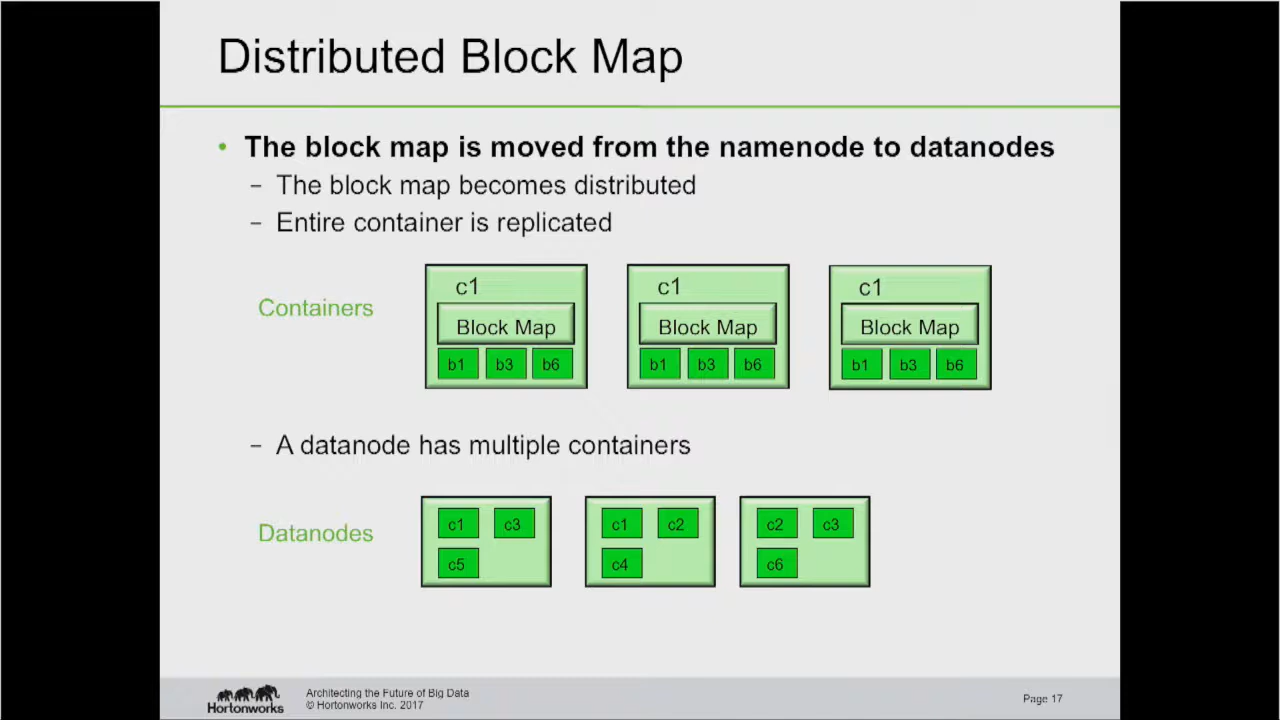 Distributed Block Map
• The block map is moved from the namenode to datanodes
– The block map becomes distributed
– Entire container is replicated
Containers
c1
Block Map
b1 b3 b6
c1
Block Map
b1 b3 b6
c1
Block Map
b1 b3 b6
– A datanode has multiple containers
Datanodes
c1 c3
c5
c1 c2
c4
c2 c3
c6
Hortonworks
Architecting the Future of Big Data
© Hortonworks Inc. 2017
Page 17